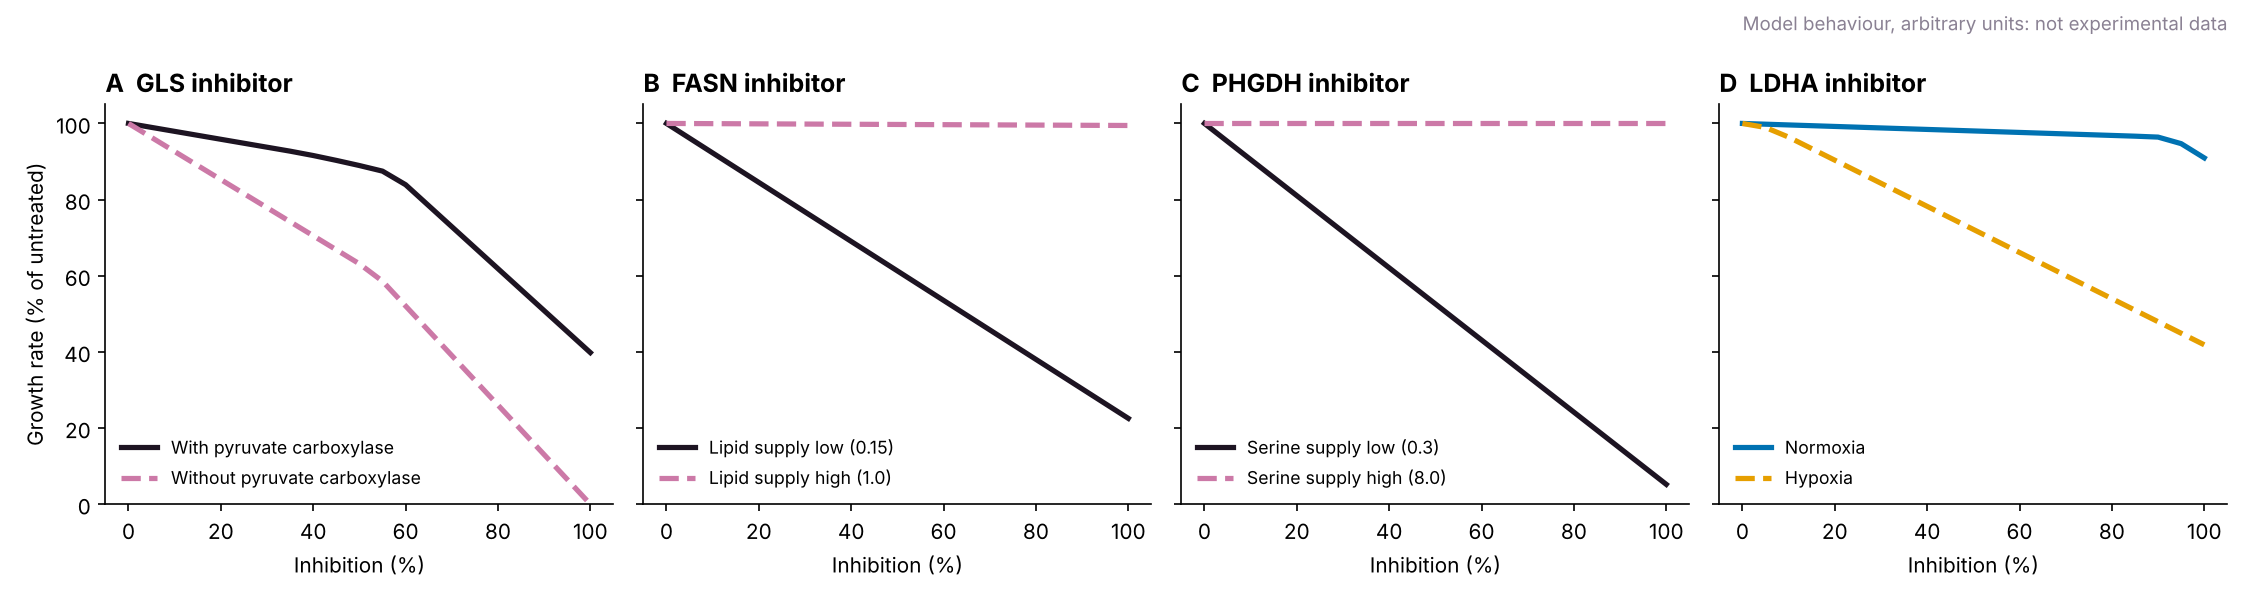 Model behaviour, arbitrary units: not experimental data
A GLS inhibitor
B FASN inhibitor
C PHGDH inhibitor
D LDHA inhibitor
Growth rate (% of untreated)
100
80
60
40
20
0
With pyruvate carboxylase
Without pyruvate carboxylase
0 20 40 60 80 100
Inhibition (%)
Lipid supply low (0.15)
Lipid supply high (1.0)
0 20 40 60 80 100
Inhibition (%)
Serine supply low (0.3)
Serine supply high (8.0)
0 20 40 60 80 100
Inhibition (%)
Normoxia
Hypoxia
0 20 40 60 80 100
Inhibition (%)